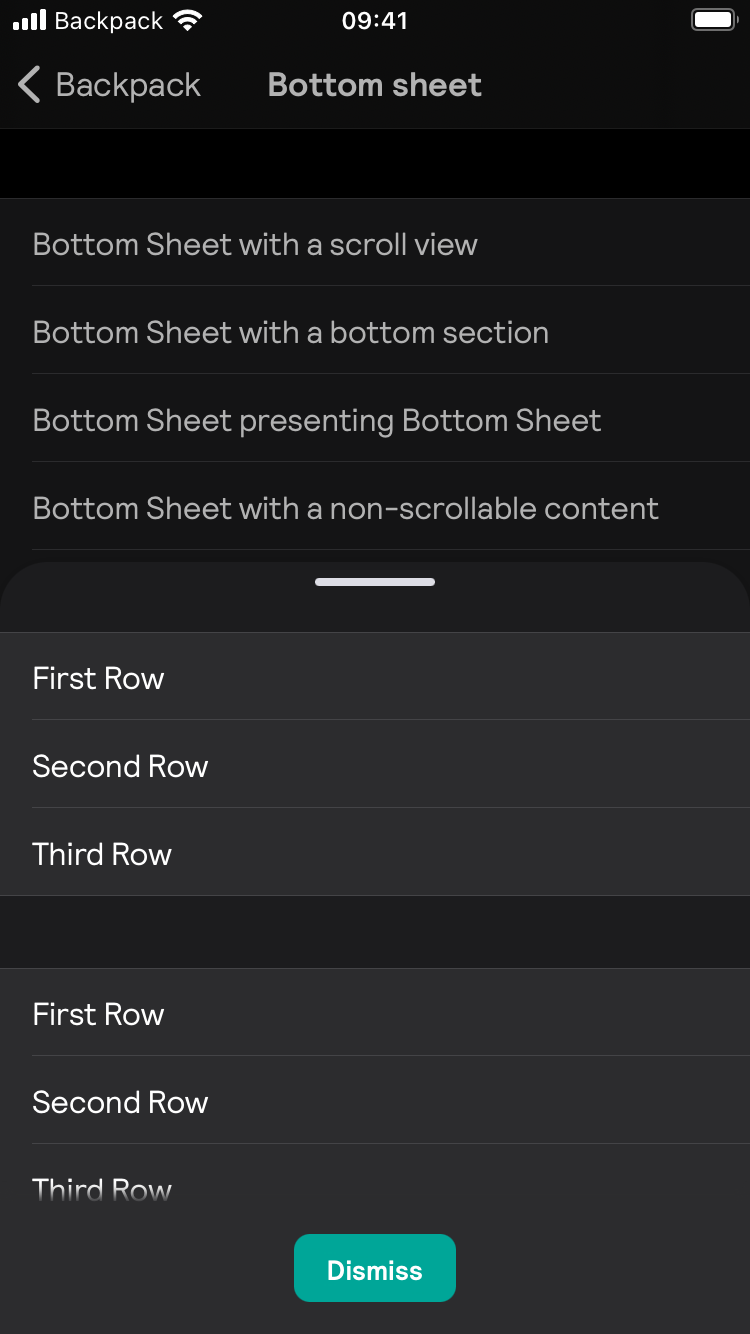 Backpack 09:41
Backpack Bottom sheet
Bottom Sheet with a scroll view
Bottom Sheet with a bottom section
Bottom Sheet presenting Bottom Sheet
Bottom Sheet with a non-scrollable content
First Row
Second Row
Third Row
First Row
Second Row
Third Row
Dismiss